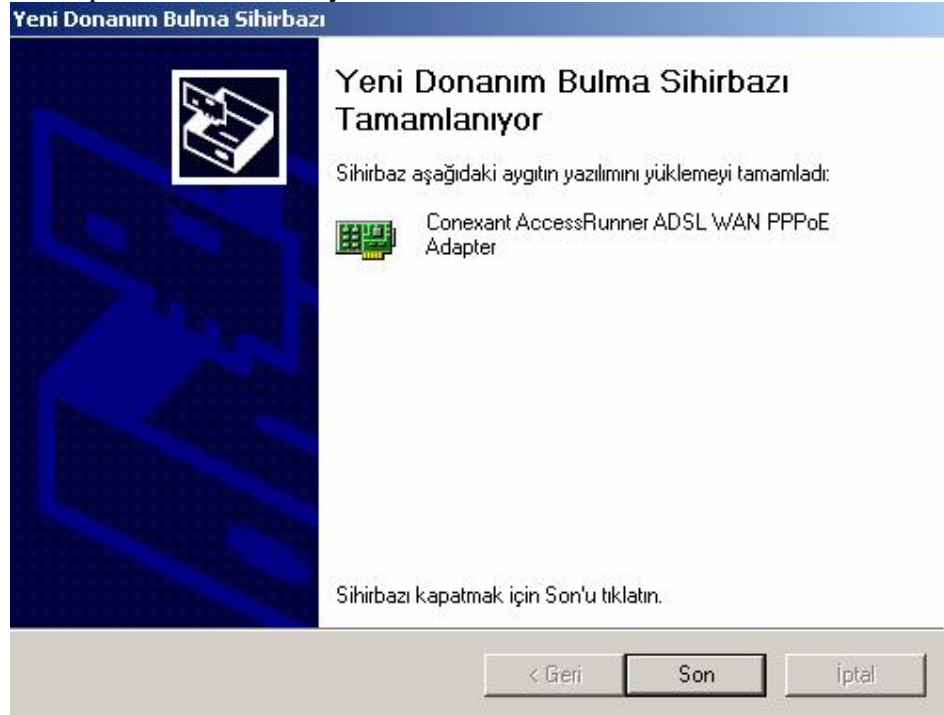 Yeni Donanım Bulma Sihirbazı
Yeni Donanım Bulma Sihirbazı
Tamamlanıyor
Sihirbaz aşağıdaki aygıtın yazılımını yüklemeyi tamamladı:
Conexant AccessRunner ADSL WAN PPPoE
Adapter
Sihirbazı kapatmak için Son'u tıklatın.
< Geri Son İptal